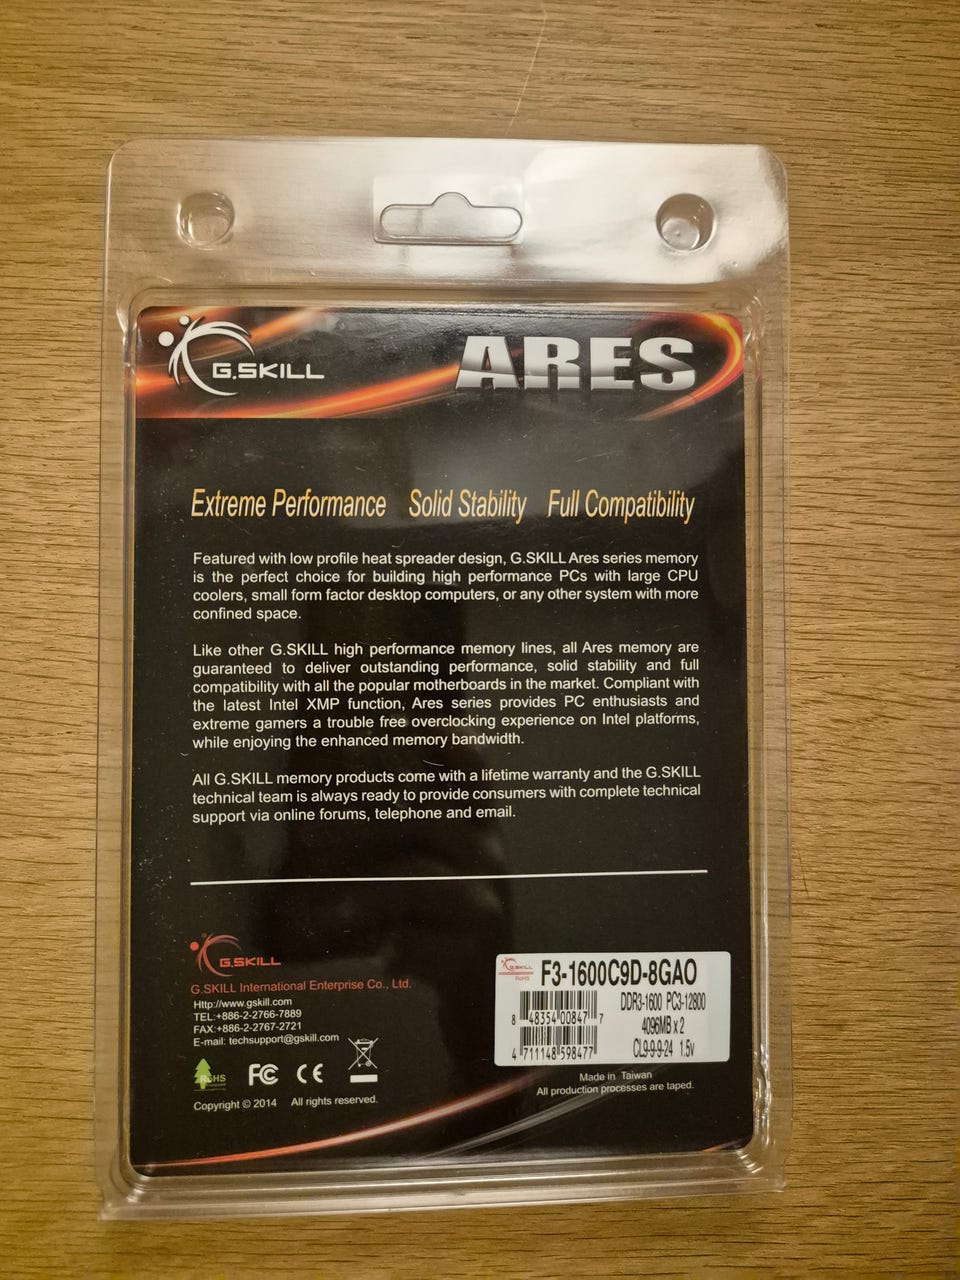 G.SKILL
ARES
Extreme Performance Solid Stability Full Compatibility
Featured with low profile heat spreader design, G.SKILL Ares series memory
is the perfect choice for building high performance PCs with large CPU
coolers, small form factor desktop computers, or any other system with more
confined space.
Like other G.SKILL high performance memory lines, all Ares memory are
guaranteed to deliver outstanding performance, solid stability and full
compatibility with all the popular motherboards in the market. Compliant with
the latest Intel XMP function, Ares series provides PC enthusiasts and
extreme gamers a trouble free overclocking experience on Intel platforms,
while enjoying the enhanced memory bandwidth.
All G.SKILL memory products come with a lifetime warranty and the G.SKILL
technical team is always ready to provide consumers with complete technical
support via online forums, telephone and email.
G.SKILL
G.SKILL International Enterprise Co., Ltd.
Http://www.gskill.com
TEL:+886-2-2766-7889
FAX:+886-2-2767-2721
E-mail: techsupport@gskill.com
RoHS
FC CE
Copyright © 2014 All rights reserved.
G.SKILL
RoHS
F3-1600C9D-8GAO
DDR3-1600 PC3-12800
4096MB x 2
CL9-9-9-24 1.5v
8 48354 00847 7
4 711148 598477
Made in Taiwan
All production processes are taped.